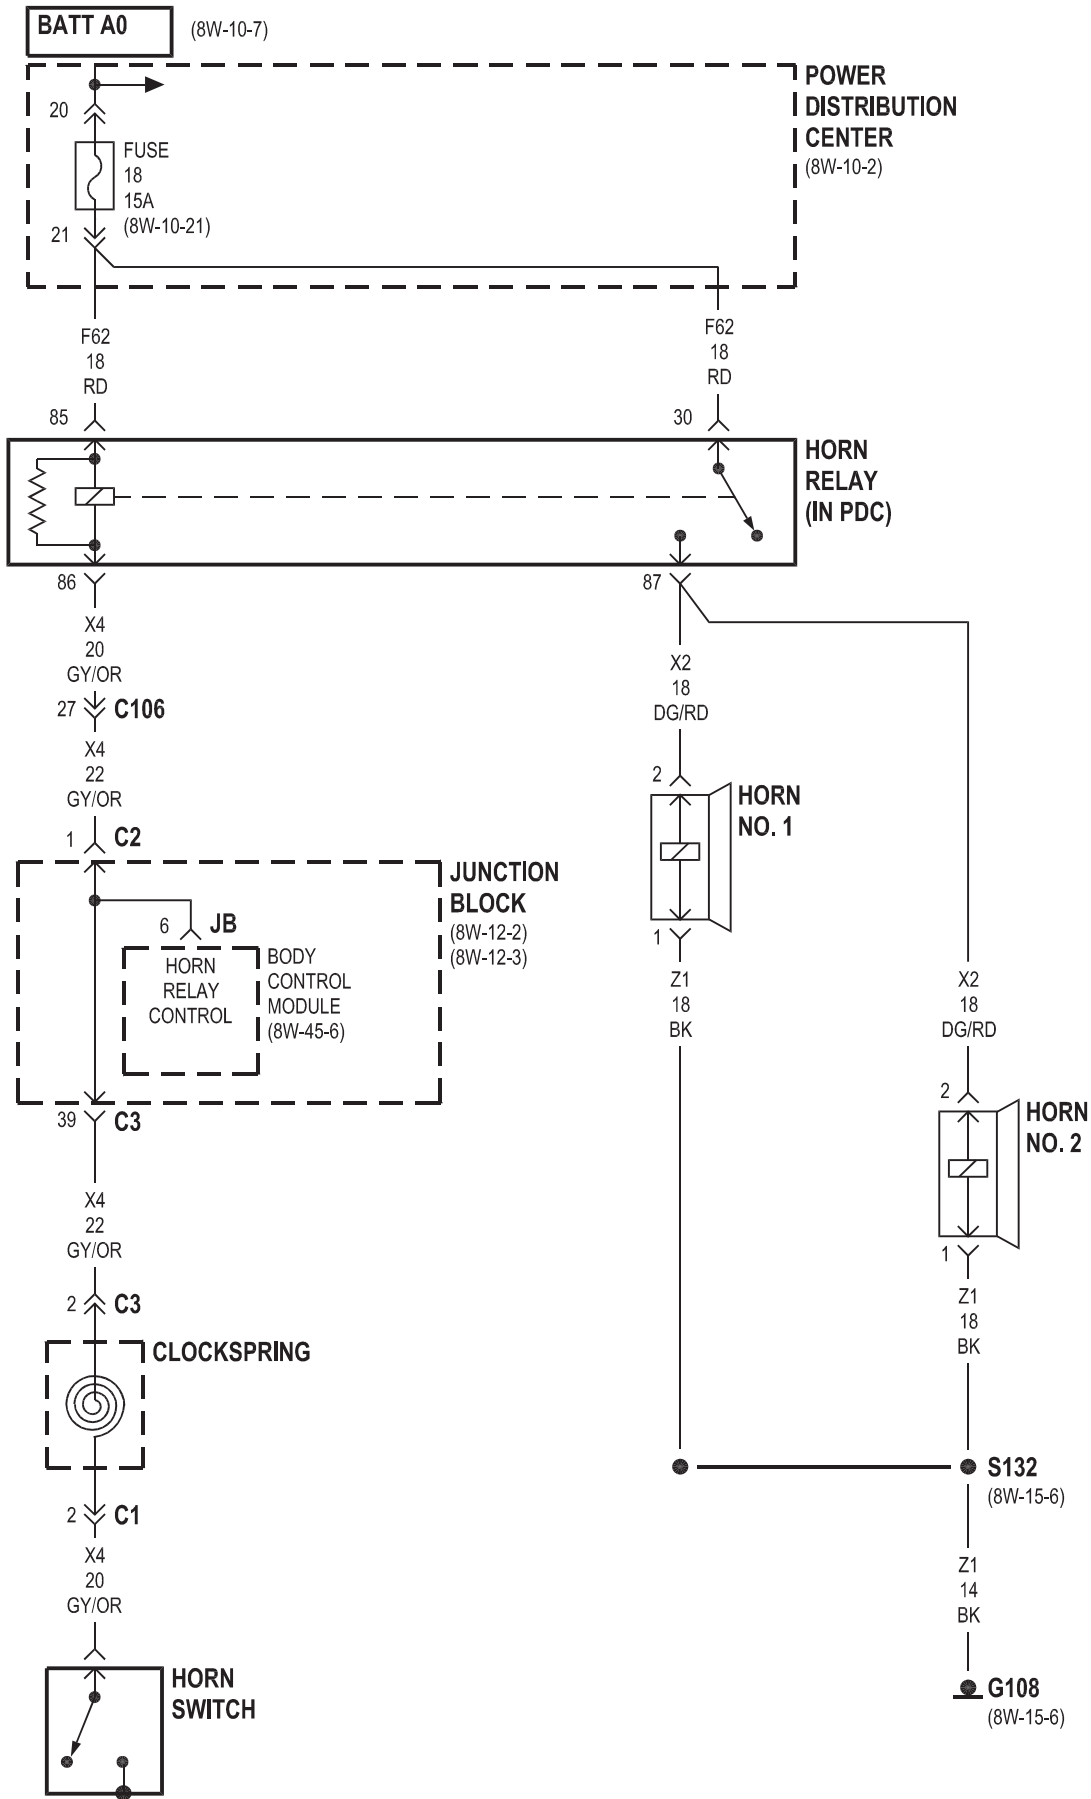 BATT A0
(8W-10-7)
POWER
DISTRIBUTION
CENTER
(8W-10-2)
20
FUSE
18
15A
(8W-10-21)
21
F62
18
RD
F62
18
RD
85
30
HORN
RELAY
(IN PDC)
86
87
X4
20
GY/OR
X2
18
DG/RD
27
C106
X4
22
GY/OR
2
HORN
NO. 1
1
C2
JUNCTION
BLOCK
(8W-12-2)
(8W-12-3)
6
JB
HORN
RELAY
CONTROL
BODY
CONTROL
MODULE
(8W-45-6)
1
Z1
18
BK
X2
18
DG/RD
39
C3
2
HORN
NO. 2
X4
22
GY/OR
1
2
C3
Z1
18
BK
CLOCKSPRING
S132
(8W-15-6)
2
C1
X4
20
GY/OR
Z1
14
BK
HORN
SWITCH
G108
(8W-15-6)